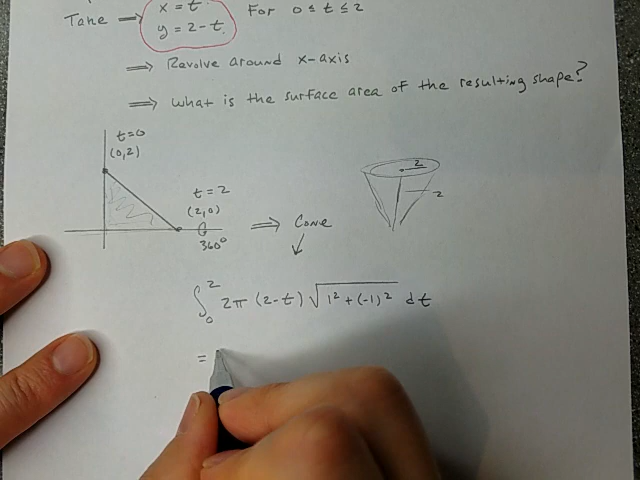 Take ⟹ x = t
y = 2 - t. For 0 ≤ t ≤ 2
⟹ Revolve around x-axis
⟹ what is the surface area of the resulting shape?
t=0
(0,2)
t = 2
(2,0)
360°
⟹ Cone
2
2
∫₀² 2π (2-t) √(1² + (-1)²) dt
=